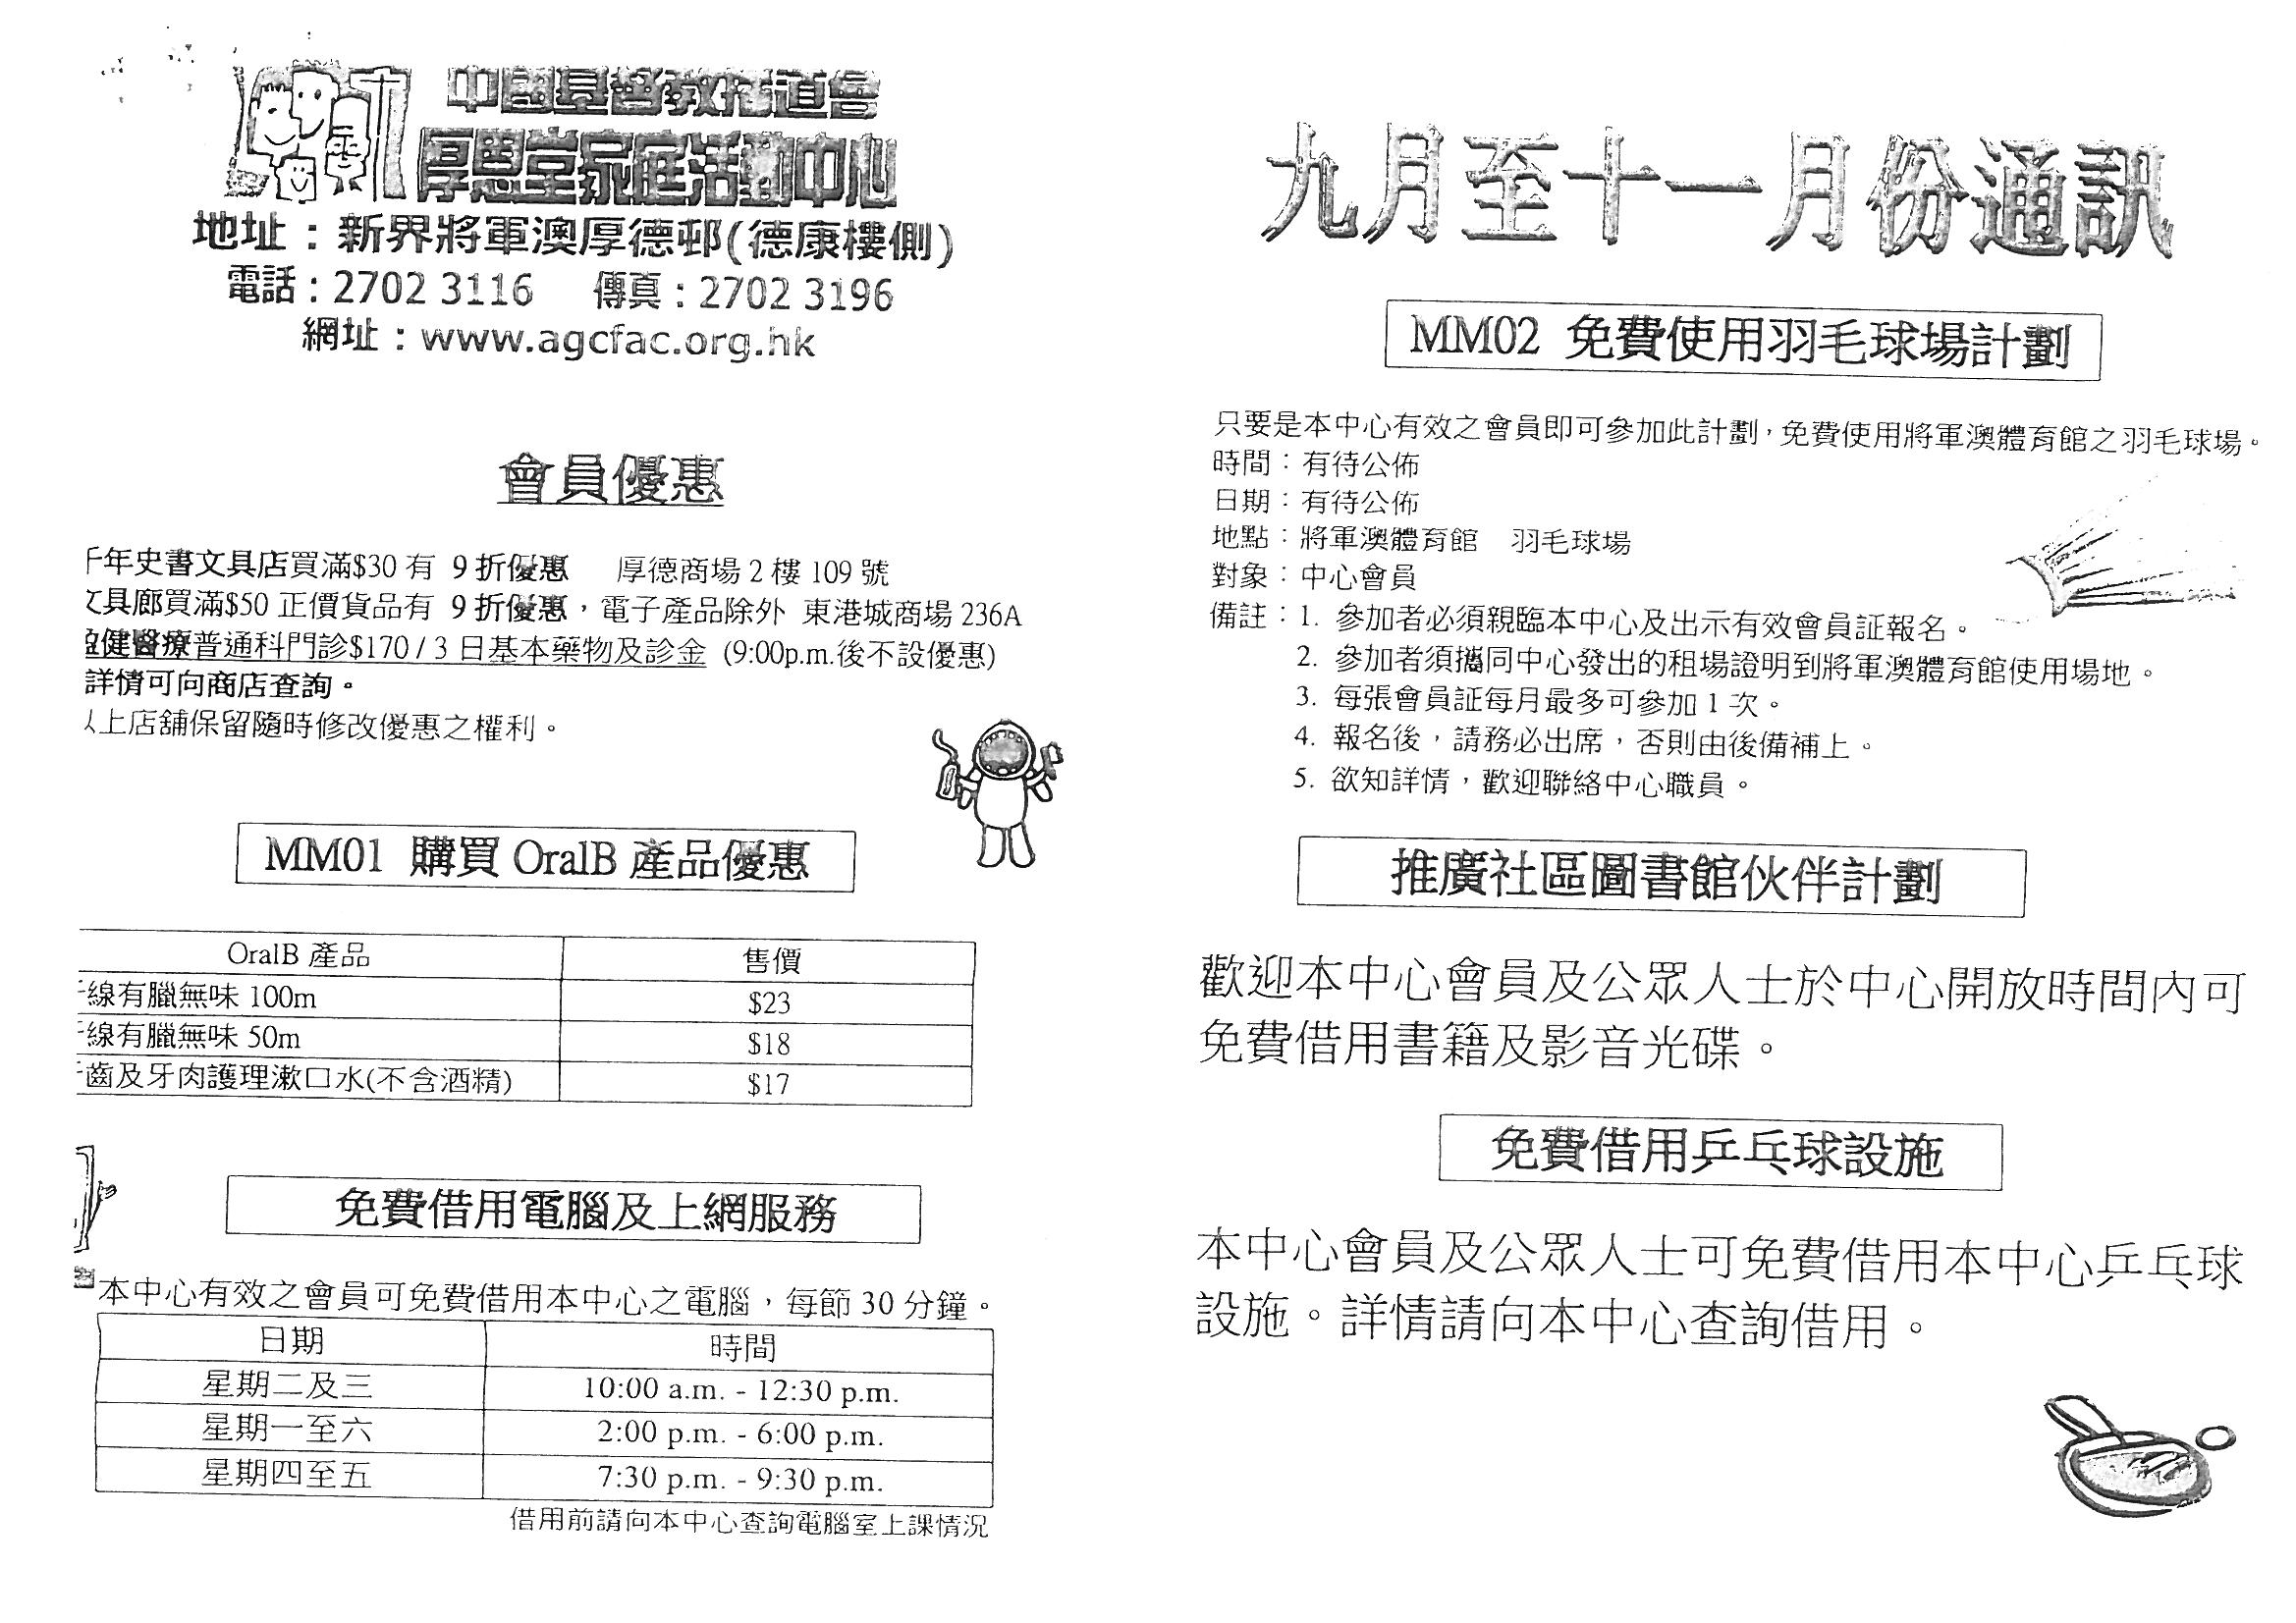 中國基督教播道會
厚恩堂家庭活動中心
地址：新界將軍澳厚德邨(德康樓側)
電話：2702 3116 傳真：2702 3196
網址：www.agcfac.org.hk
會員優惠
千年史書文具店買滿$30 有 9 折優惠 厚德商場 2 樓 109 號
文具廊買滿$50 正價貨品有 9 折優惠，電子產品除外 東港城商場 236A
健醫療普通科門診$170 / 3 日基本藥物及診金 (9:00p.m.後不設優惠)
詳情可向商店查詢。
以上店舖保留隨時修改優惠之權利。
MM01 購買 OralB 產品優惠
OralB 產品 售價
線有臘無味 100m $23
線有臘無味 50m $18
齒及牙肉護理漱口水(不含酒精) $17
免費借用電腦及上網服務
本中心有效之會員可免費借用本中心之電腦，每節 30 分鐘。
日期 時間
星期二及三 10:00 a.m. - 12:30 p.m.
星期一至六 2:00 p.m. - 6:00 p.m.
星期四至五 7:30 p.m. - 9:30 p.m.
借用前請向本中心查詢電腦室上課情況
九月至十一月份通訊
MM02 免費使用羽毛球場計劃
只要是本中心有效之會員即可參加此計劃，免費使用將軍澳體育館之羽毛球場。
時間：有待公佈
日期：有待公佈
地點：將軍澳體育館 羽毛球場
對象：中心會員
備註：1. 參加者必須親臨本中心及出示有效會員証報名。
2. 參加者須攜同中心發出的租場證明到將軍澳體育館使用場地。
3. 每張會員証每月最多可參加 1 次。
4. 報名後，請務必出席，否則由後備補上。
5. 欲知詳情，歡迎聯絡中心職員。
推廣社區圖書館伙伴計劃
歡迎本中心會員及公眾人士於中心開放時間內可
免費借用書籍及影音光碟。
免費借用乒乓球設施
本中心會員及公眾人士可免費借用本中心乒乓球
設施。詳情請向本中心查詢借用。